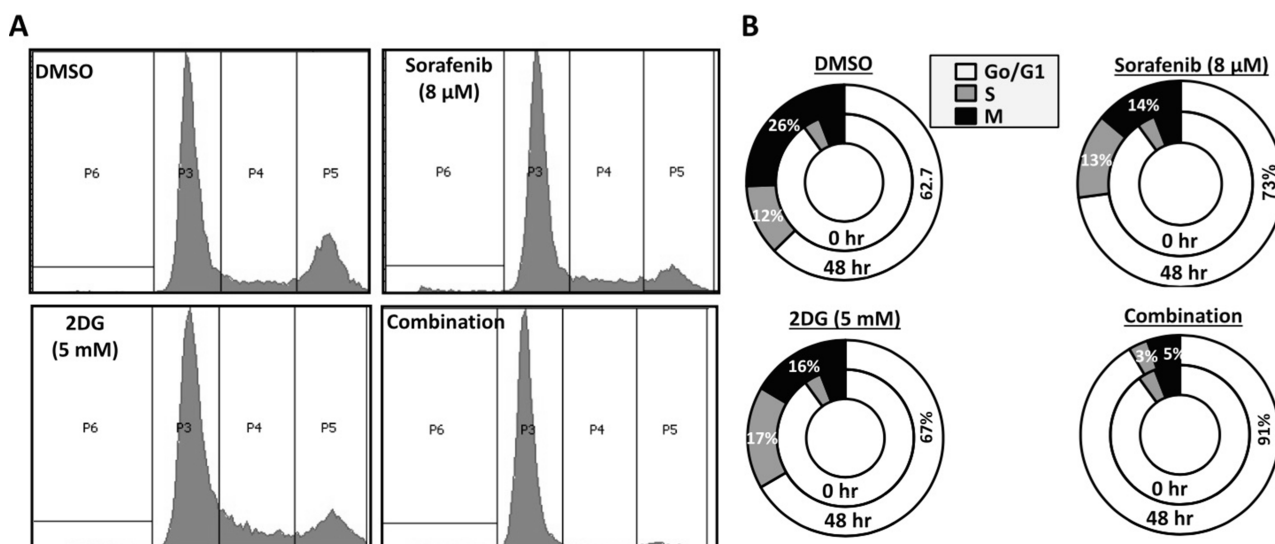 A
DMSO
P6
P3
P4
P5
Sorafenib
(8 μM)
P6
P3
P4
P5
2DG
(5 mM)
P6
P3
P4
P5
Combination
P6
P3
P4
P5
B
Go/G1
S
M
DMSO
26%
12%
62.7
0 hr
48 hr
Sorafenib (8 μM)
14%
13%
73%
0 hr
48 hr
2DG (5 mM)
16%
17%
67%
0 hr
48 hr
Combination
3%
5%
91%
0 hr
48 hr